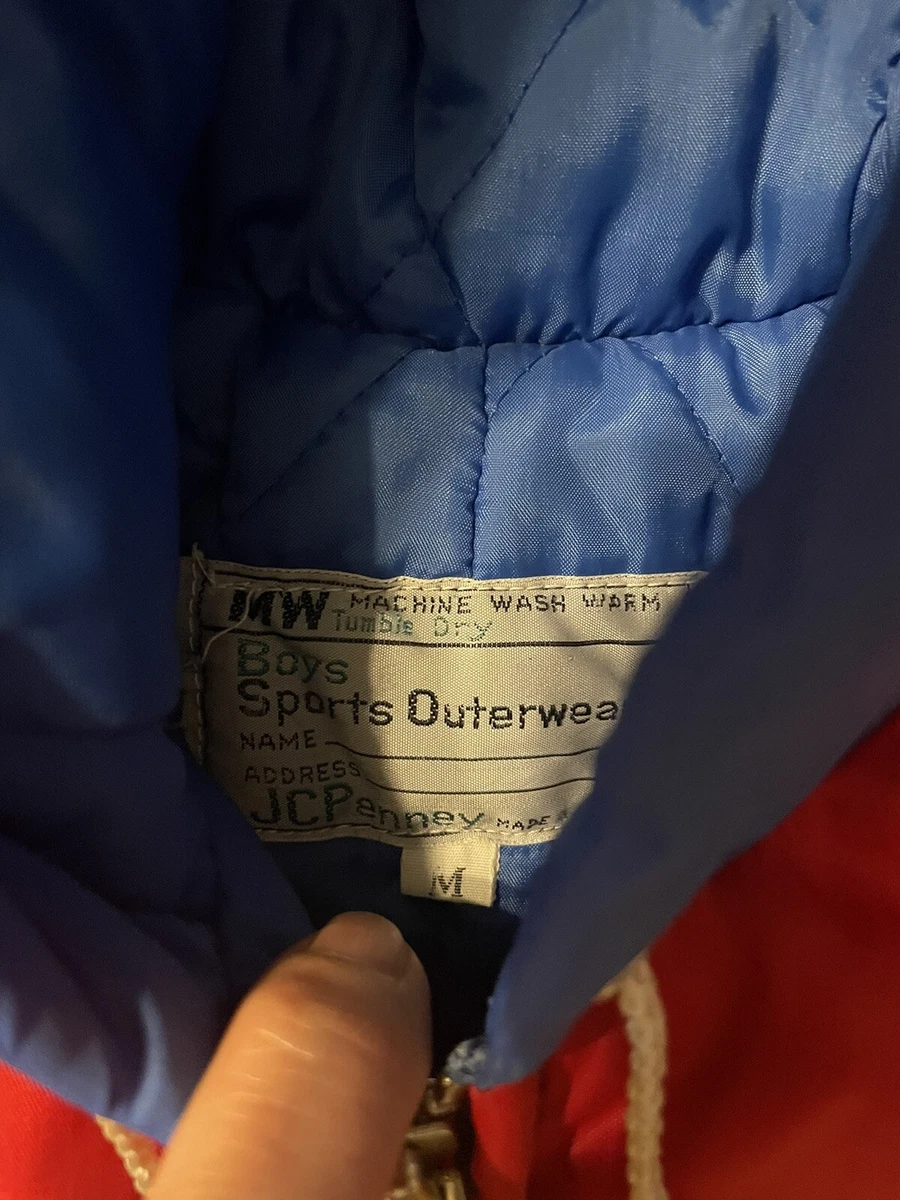 MW MACHINE WASH WARM
Tumble Dry
Boys
Sports Outerwea
NAME
ADDRESS
JCPenney MADE
M